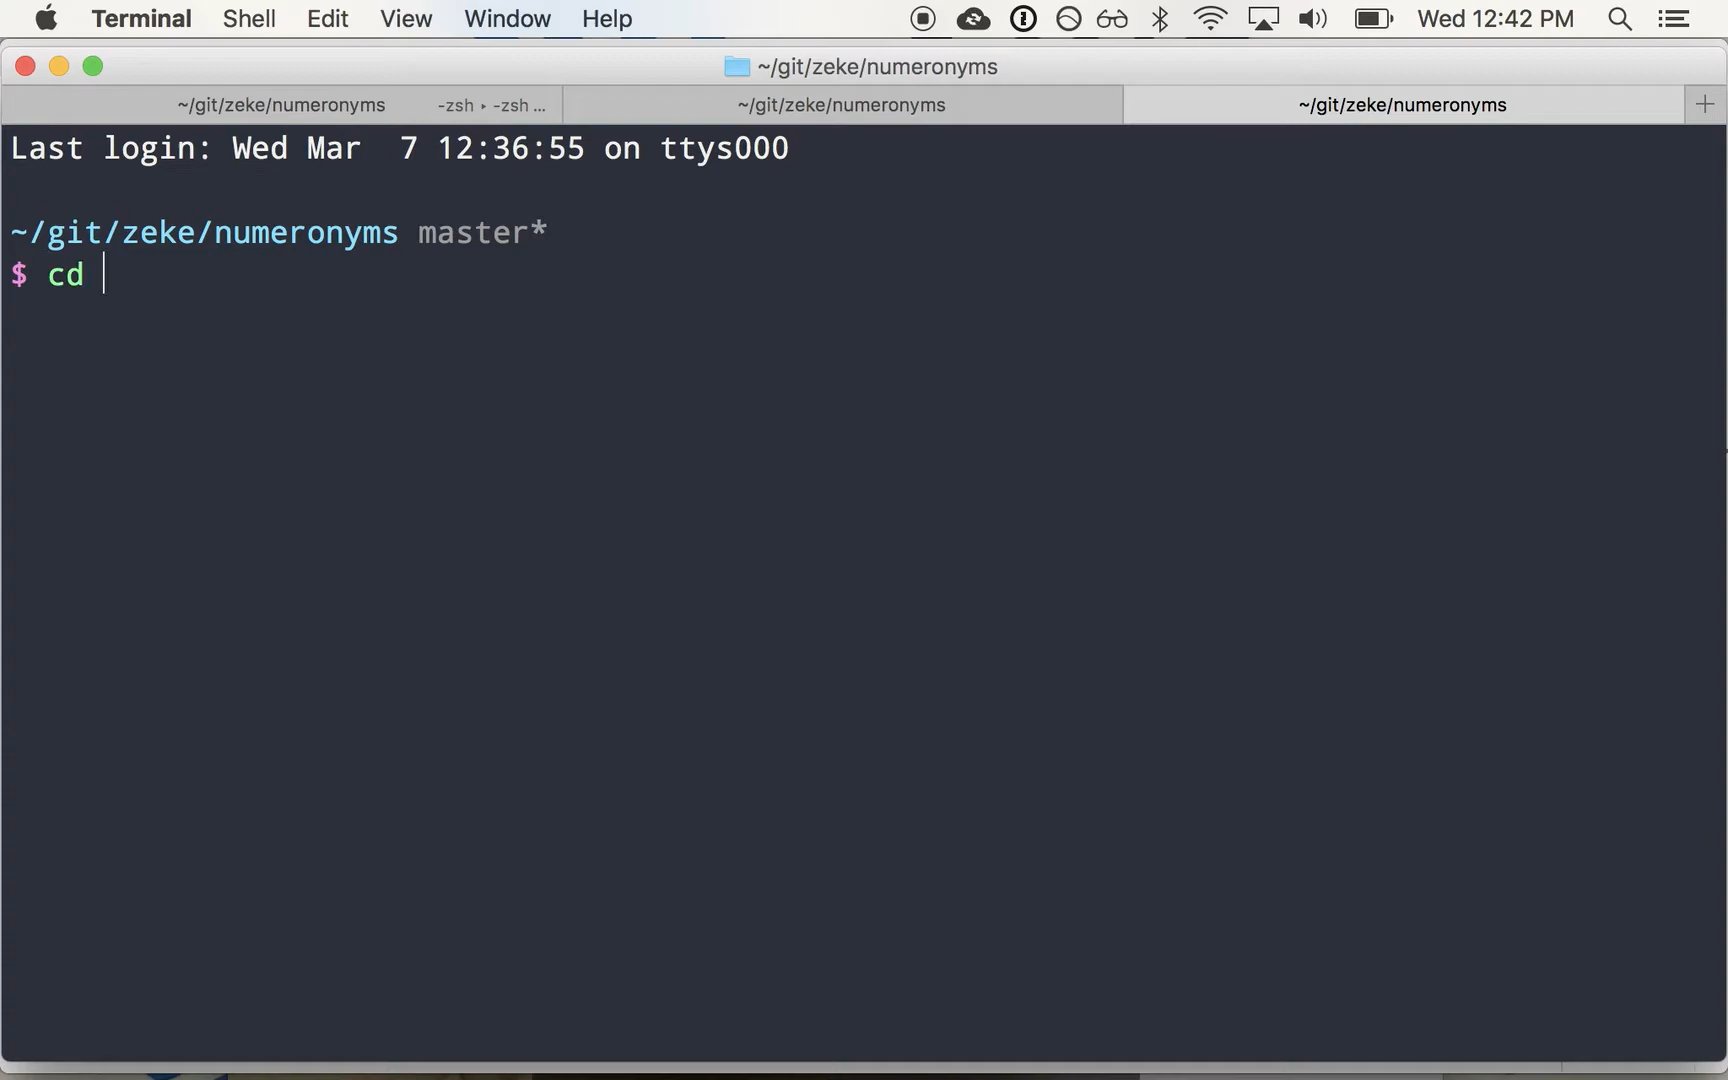 Terminal Shell Edit View Window Help Wed 12:42 PM
~/git/zeke/numeronyms
~/git/zeke/numeronyms -zsh ▸ -zsh ... ~/git/zeke/numeronyms ~/git/zeke/numeronyms +
Last login: Wed Mar  7 12:36:55 on ttys000
~/git/zeke/numeronyms master*
$ cd